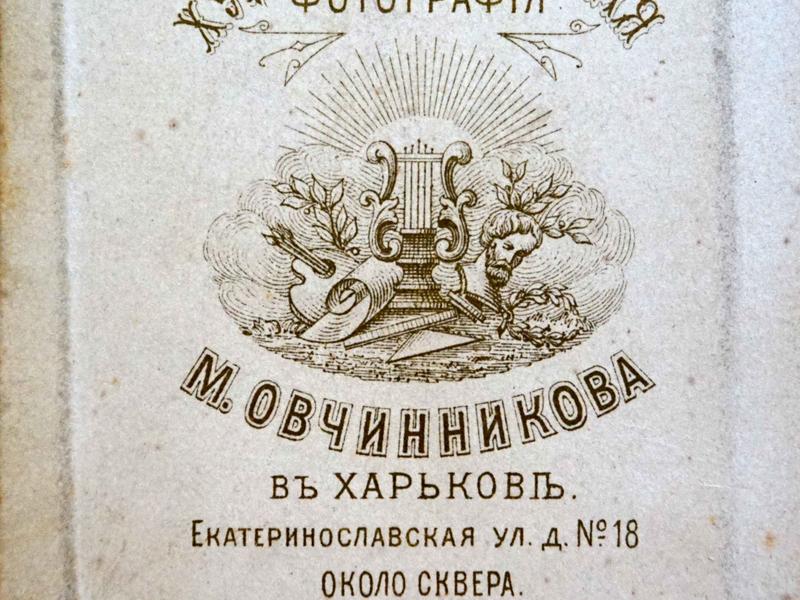 ФОТОГРАФІЯ
М. ОВЧИННИКОВА
ВЪ ХАРЬКОВѢ.
ЕКАТЕРИНОСЛАВСКАЯ УЛ. Д. № 18
ОКОЛО СКВЕРА.